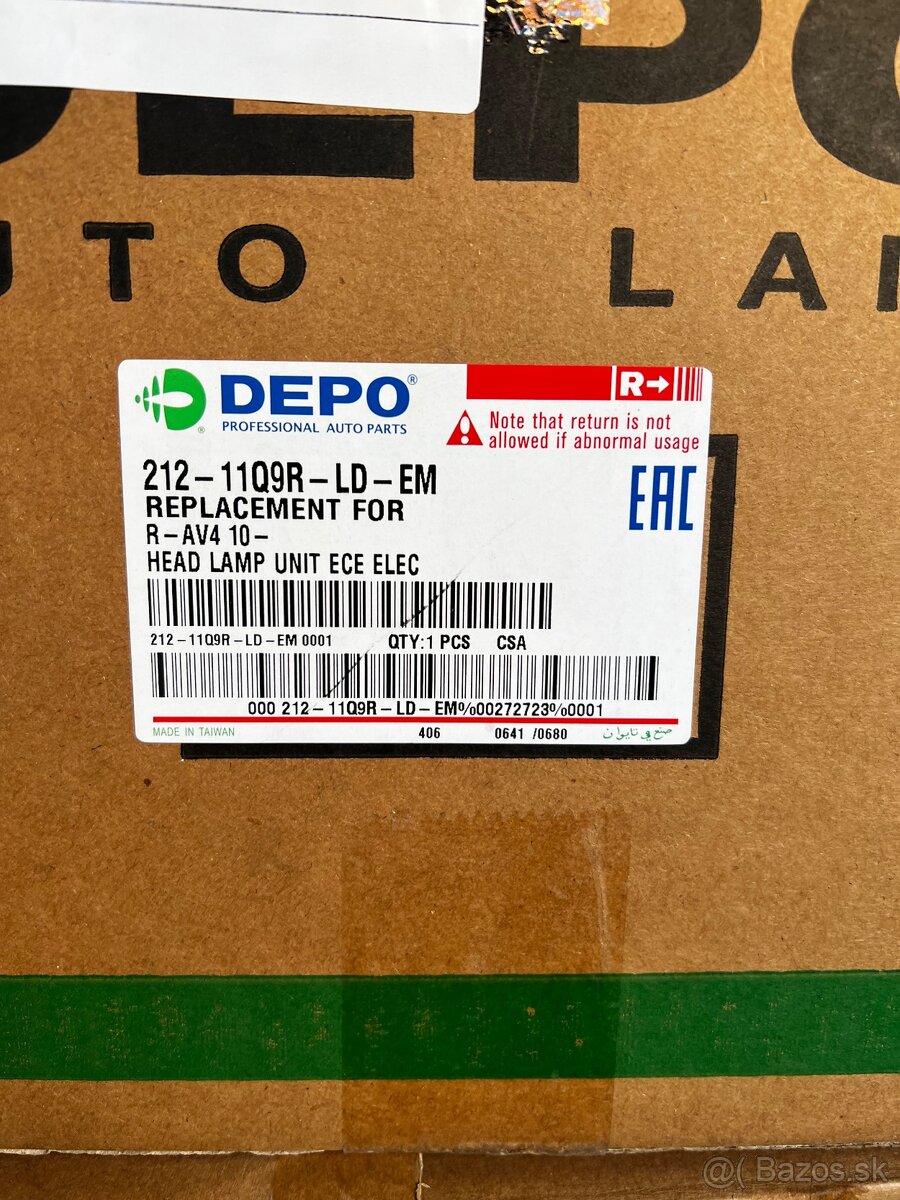 DEPO
AUTO LA
DEPO®
PROFESSIONAL AUTO PARTS
R→
Note that return is not
allowed if abnormal usage
212-11Q9R-LD-EM
REPLACEMENT FOR
R-AV4 10-
HEAD LAMP UNIT ECE ELEC
EAC
212-11Q9R-LD-EM 0001 QTY:1 PCS CSA
000 212-11Q9R-LD-EM%00272723%0001
MADE IN TAIWAN 406 0641 /0680 صنع في تايوان
@( Bazos.sk